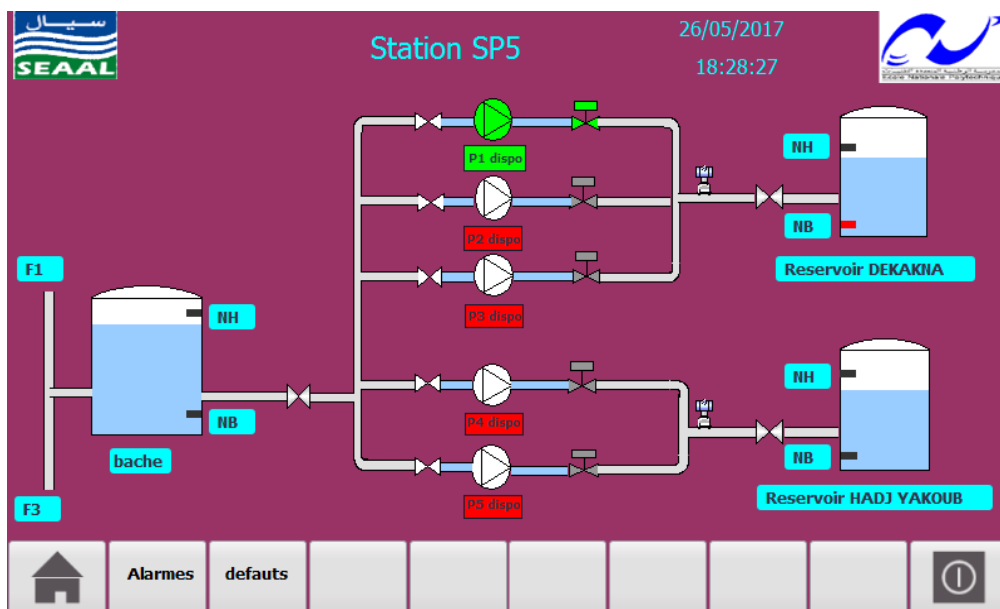 سيال
SEAAL
Station SP5
26/05/2017
18:28:27
P1 dispo
NH
P2 dispo
NB
F1
Reservoir DEKAKNA
NH
P3 dispo
NH
P4 dispo
NB
NB
bache
P5 dispo
Reservoir HADJ YAKOUB
F3
Alarmes
defauts